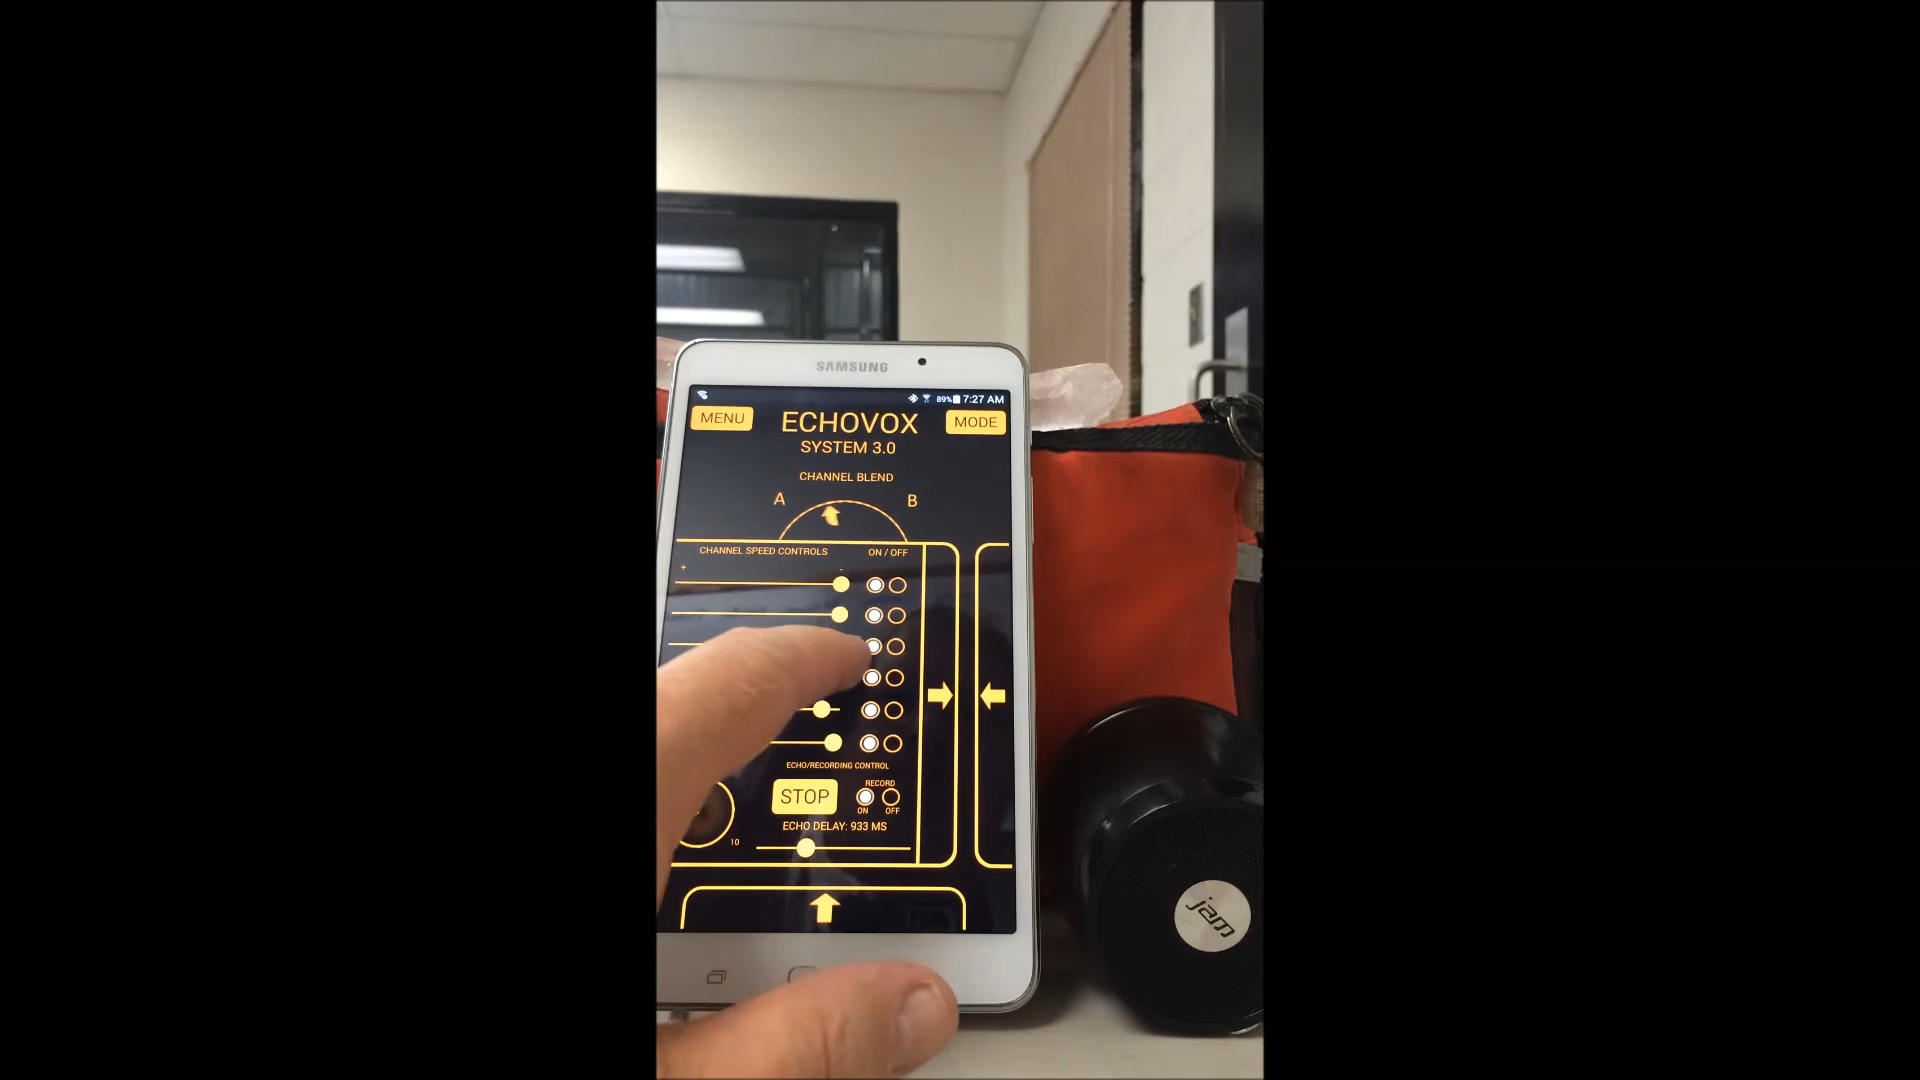 SAMSUNG
89% 7:27 AM
MENU
ECHOVOX
MODE
SYSTEM 3.0
CHANNEL BLEND
A
B
CHANNEL SPEED CONTROLS
ON / OFF
+
-
ECHO/RECORDING CONTROL
STOP
RECORD
ON
OFF
ECHO DELAY: 933 MS
10
jam